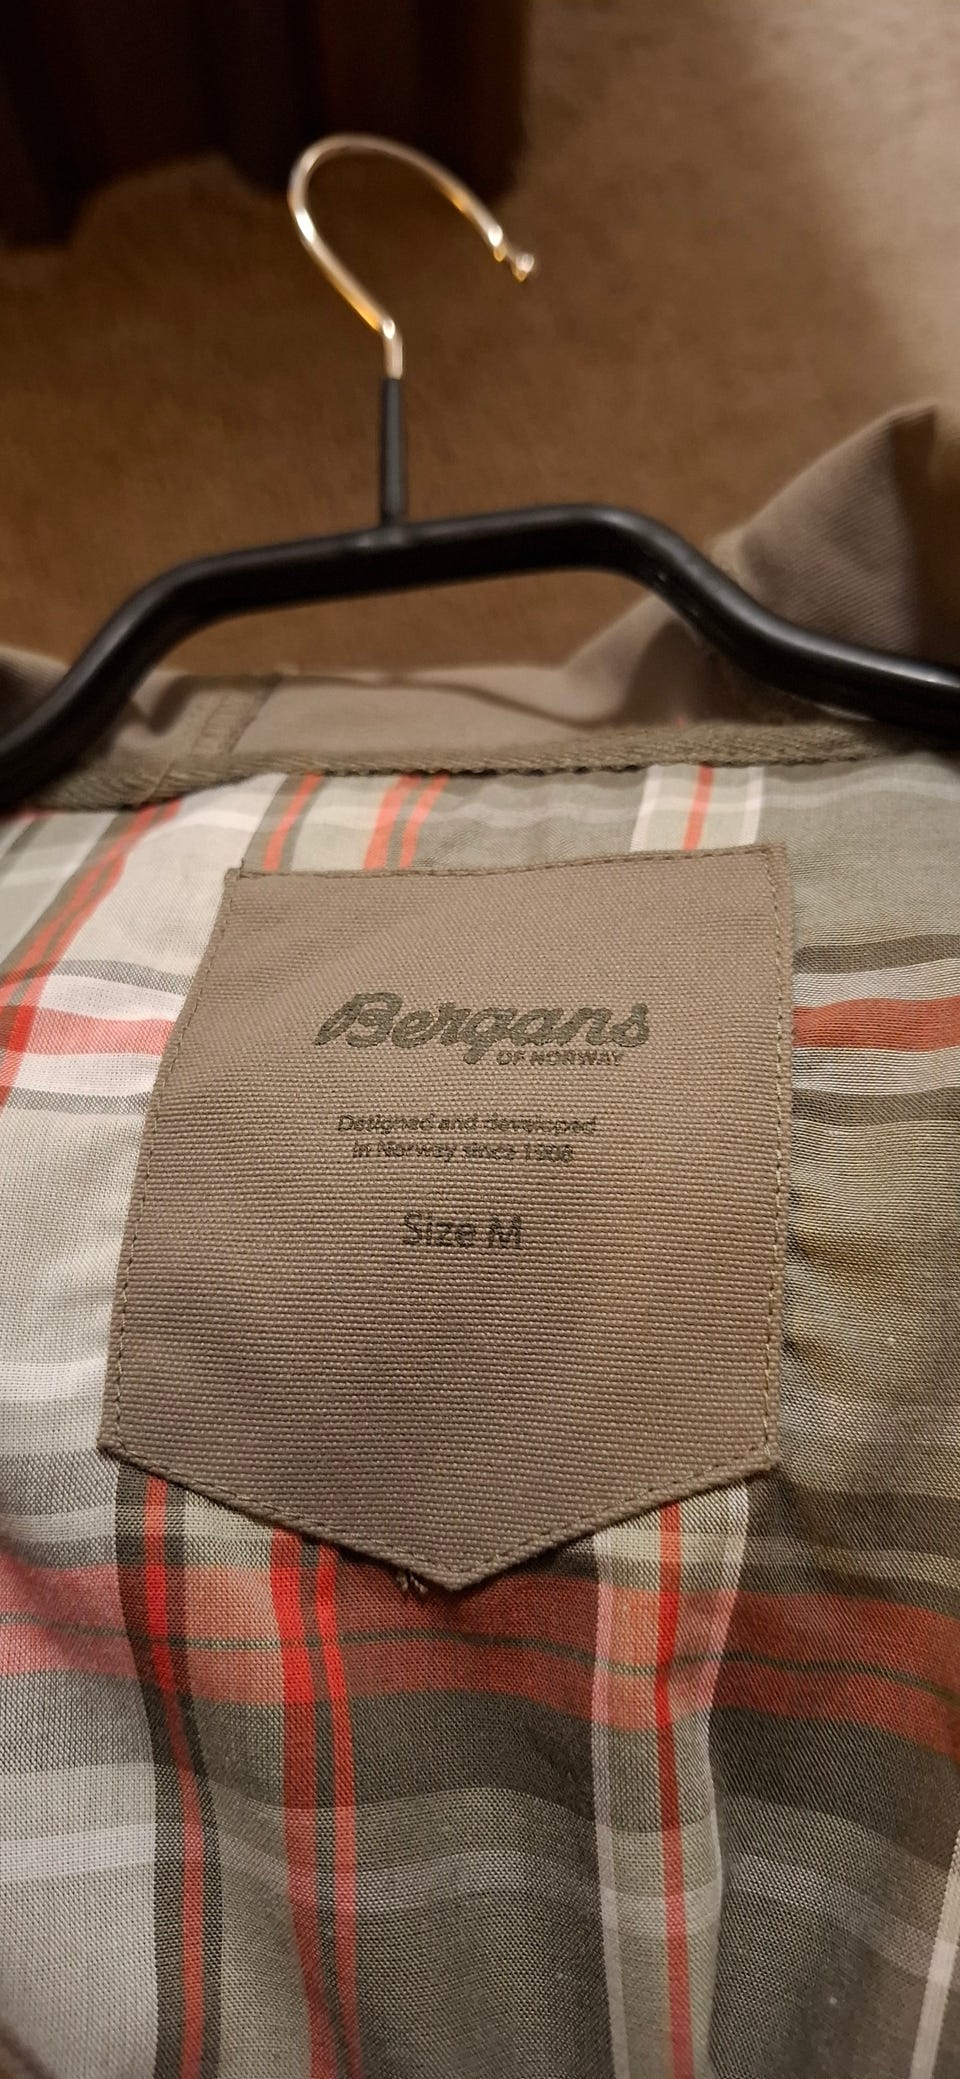 Bergans
OF NORWAY
Designed and developed
in Norway since 1908
Size M